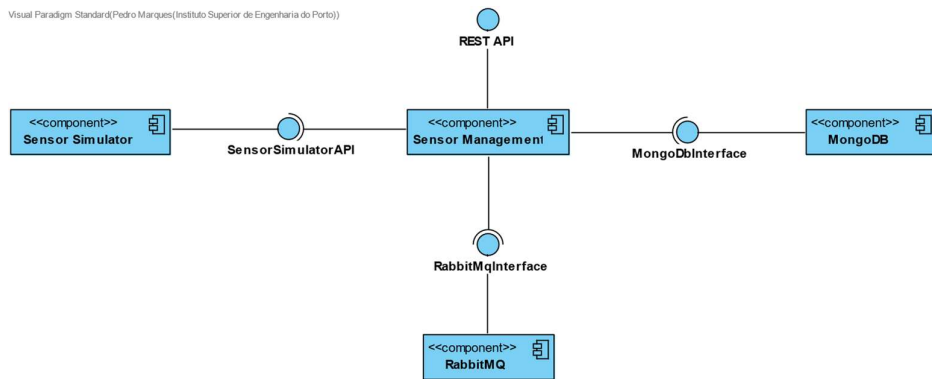 Visual Paradigm Standard(Pedro Marques(Instituto Superior de Engenharia do Porto))
REST API
<<component>>
Sensor Simulator
SensorSimulatorAPI
<<component>>
Sensor Management
MongoDbInterface
<<component>>
MongoDB
RabbitMqInterface
<<component>>
RabbitMQ